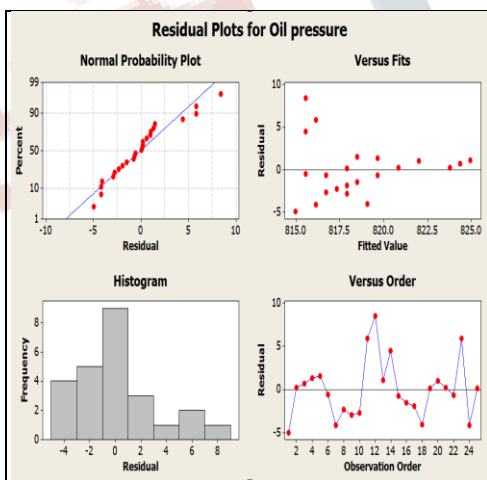 Residual Plots for Oil pressure
Normal Probability Plot
99
90
50
10
1
Percent
-10 -5 0 5 10
Residual
Versus Fits
10
5
0
-5
Residual
815.0 817.5 820.0 822.5 825.0
Fitted Value
Histogram
8
6
4
2
0
Frequency
-4 -2 0 2 4 6 8
Residual
Versus Order
10
5
0
-5
Residual
2 4 6 8 10 12 14 16 18 20 22 24
Observation Order